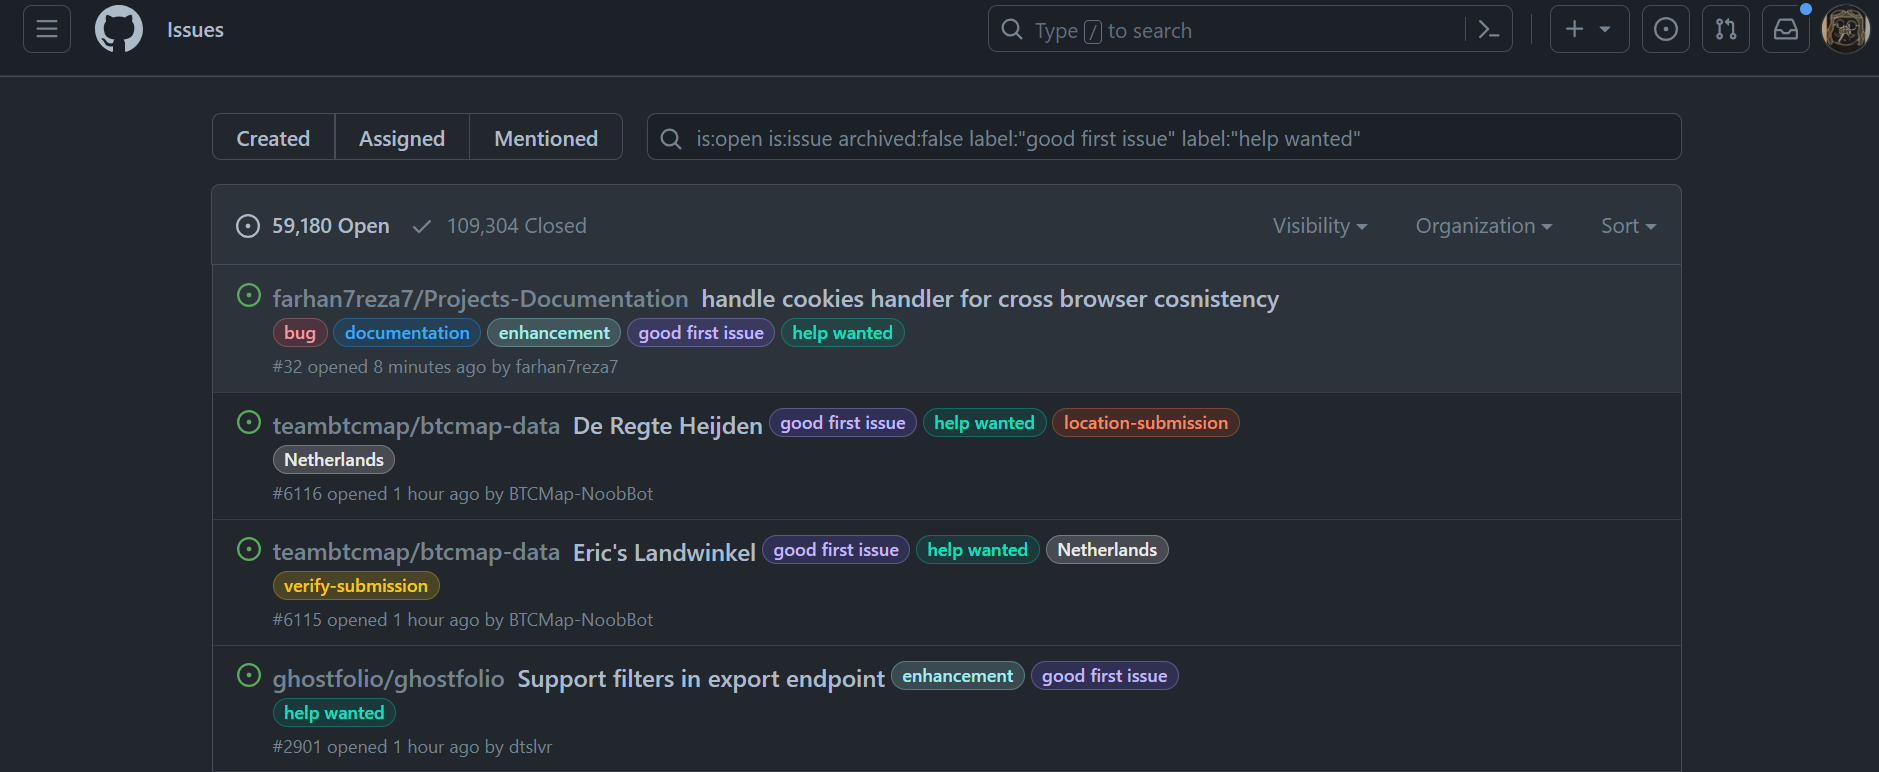 Issues
Type / to search
Created Assigned Mentioned
is:open is:issue archived:false label:"good first issue" label:"help wanted"
59,180 Open 109,304 Closed Visibility Organization Sort
farhan7reza7/Projects-Documentation handle cookies handler for cross browser cosnistency
bug documentation enhancement good first issue help wanted
#32 opened 8 minutes ago by farhan7reza7
teambtcmap/btcmap-data De Regte Heijden good first issue help wanted location-submission
Netherlands
#6116 opened 1 hour ago by BTCMap-NoobBot
teambtcmap/btcmap-data Eric's Landwinkel good first issue help wanted Netherlands
verify-submission
#6115 opened 1 hour ago by BTCMap-NoobBot
ghostfolio/ghostfolio Support filters in export endpoint enhancement good first issue
help wanted
#2901 opened 1 hour ago by dtslvr